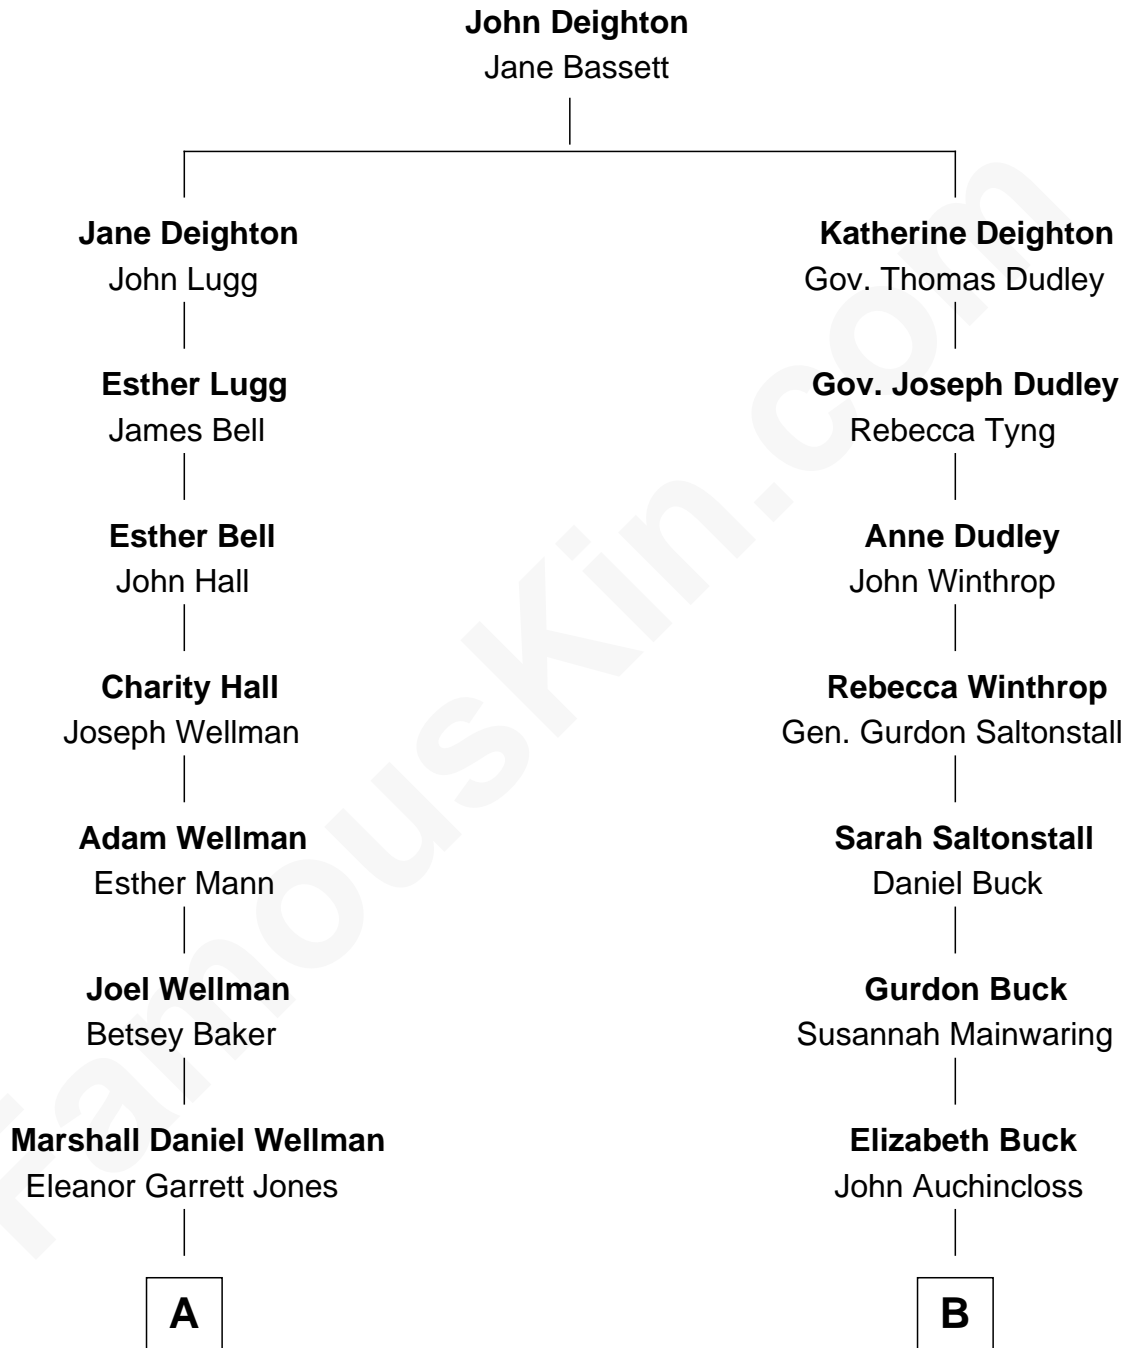 John Deighton
Jane Bassett
Jane Deighton
John Lugg
Katherine Deighton
Gov. Thomas Dudley
Esther Lugg
James Bell
Gov. Joseph Dudley
Rebecca Tyng
Esther Bell
John Hall
Anne Dudley
John Winthrop
Charity Hall
Joseph Wellman
Rebecca Winthrop
Gen. Gurdon Saltonstall
Adam Wellman
Esther Mann
Sarah Saltonstall
Daniel Buck
Joel Wellman
Betsey Baker
Gurdon Buck
Susannah Mainwaring
Marshall Daniel Wellman
Eleanor Garrett Jones
Elizabeth Buck
John Auchincloss
A
B
FamousKin.com